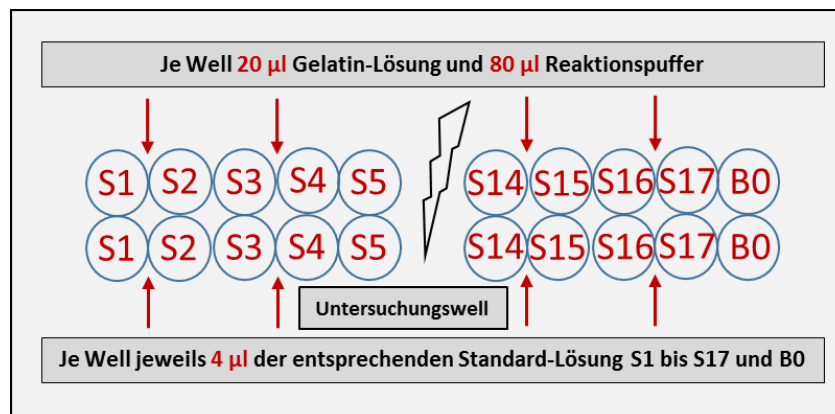 Je Well 20 µl Gelatin-Lösung und 80 µl Reaktionspuffer
S1 S2 S3 S4 S5 S14 S15 S16 S17 B0
S1 S2 S3 S4 S5 S14 S15 S16 S17 B0
Untersuchungswell
Je Well jeweils 4 µl der entsprechenden Standard-Lösung S1 bis S17 und B0